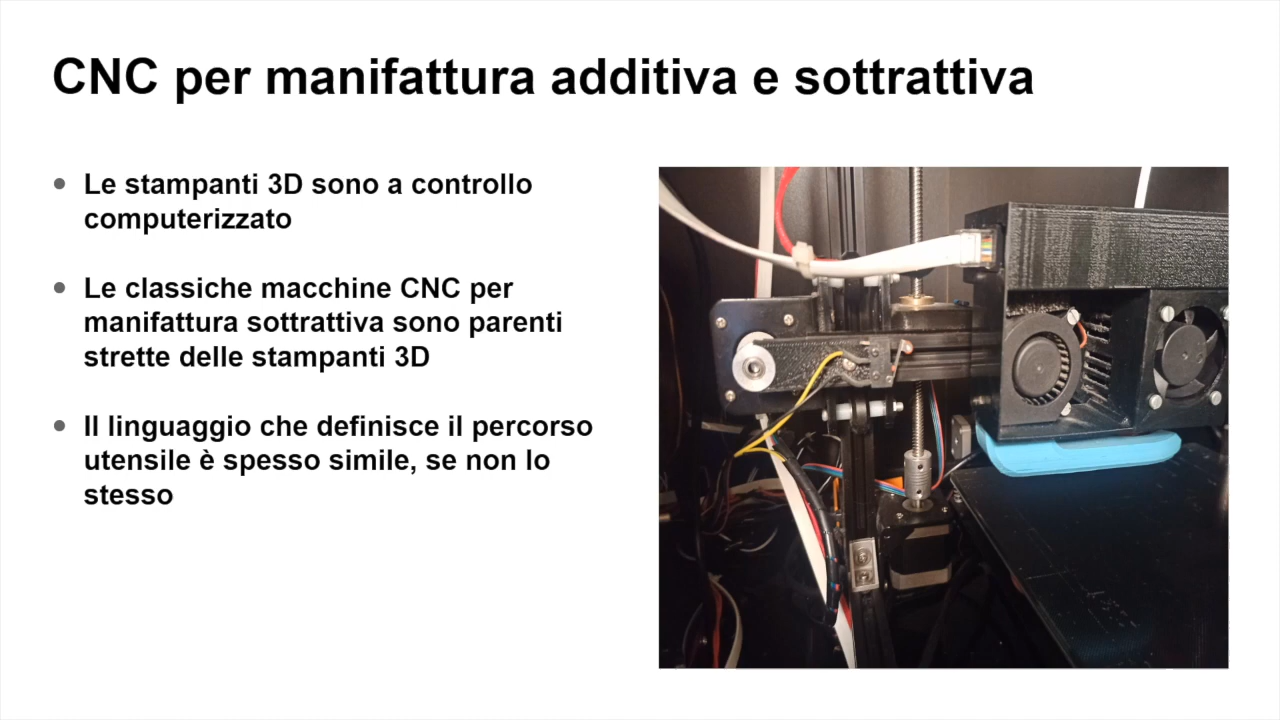 CNC per manifattura additiva e sottrattiva
Le stampanti 3D sono a controllo
computerizzato
Le classiche macchine CNC per
manifattura sottrattiva sono parenti
strette delle stampanti 3D
Il linguaggio che definisce il percorso
utensile è spesso simile, se non lo
stesso